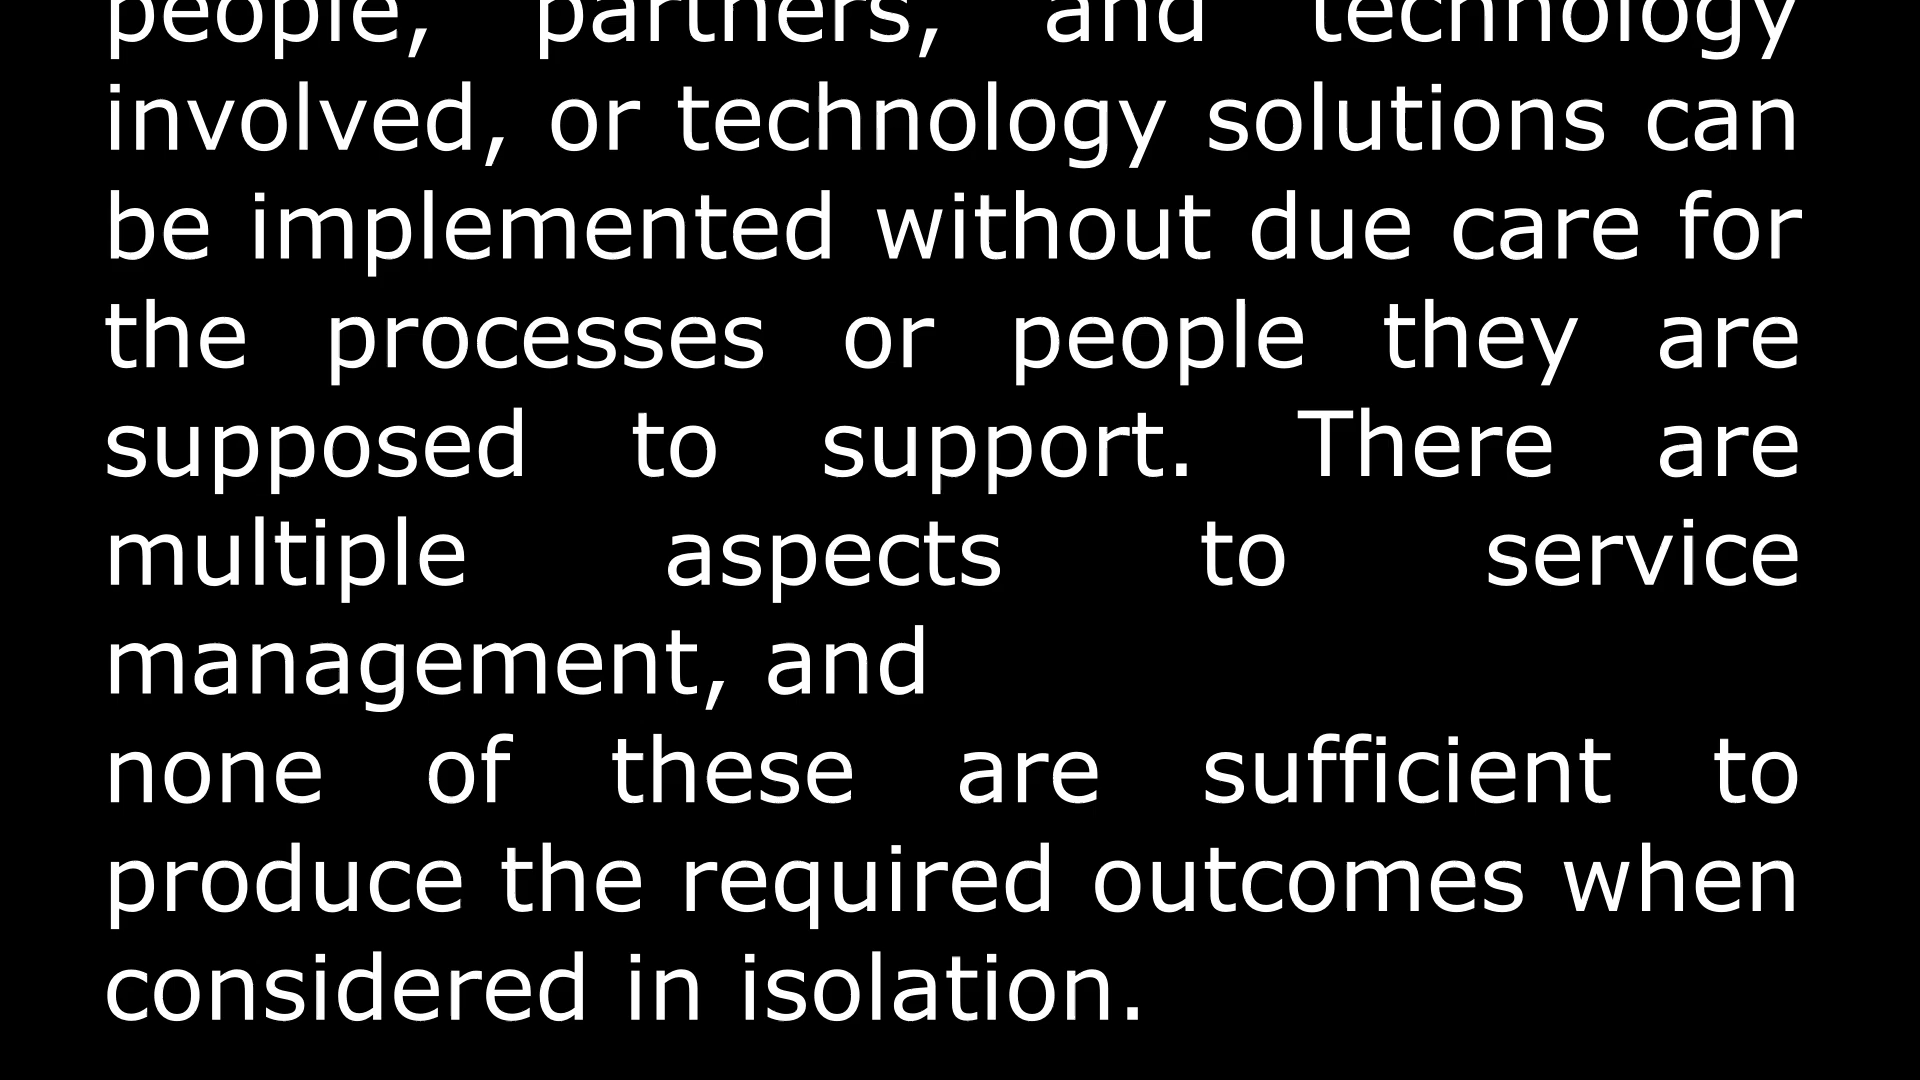 people, partners, and technology
involved, or technology solutions can
be implemented without due care for
the processes or people they are
supposed to support. There are
multiple aspects to service
management, and
none of these are sufficient to
produce the required outcomes when
considered in isolation.